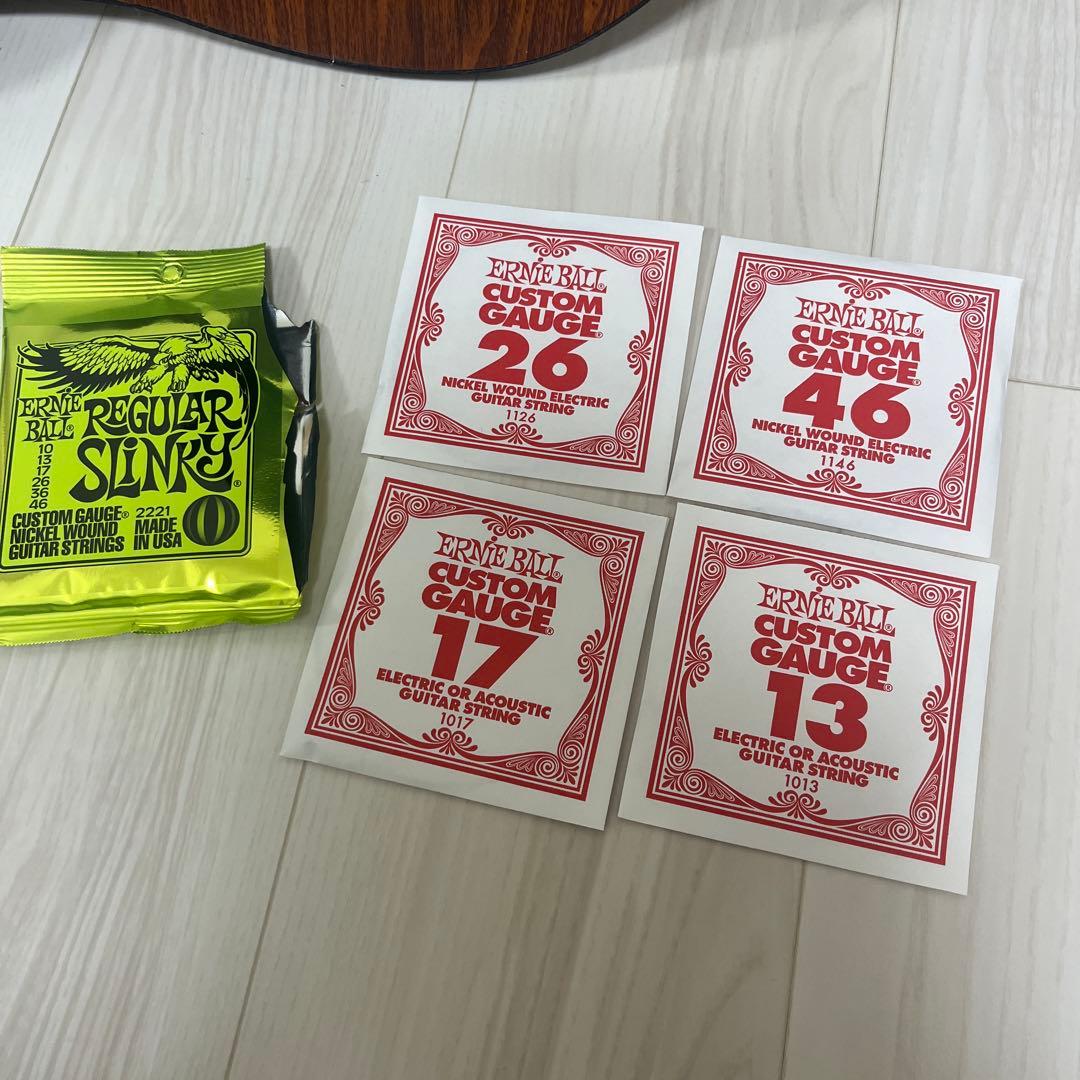 ERNIE BALL®
REGULAR
SLINKY®
10
13
17
26
36
46
CUSTOM GAUGE®
NICKEL WOUND
GUITAR STRINGS
2221
MADE
IN USA
ERNIE BALL®
CUSTOM
GAUGE®
26
NICKEL WOUND ELECTRIC
GUITAR STRING
1126
ERNIE BALL®
CUSTOM
GAUGE®
46
NICKEL WOUND ELECTRIC
GUITAR STRING
1146
ERNIE BALL®
CUSTOM
GAUGE®
17
ELECTRIC OR ACOUSTIC
GUITAR STRING
1017
ERNIE BALL®
CUSTOM
GAUGE®
13
ELECTRIC OR ACOUSTIC
GUITAR STRING
1013